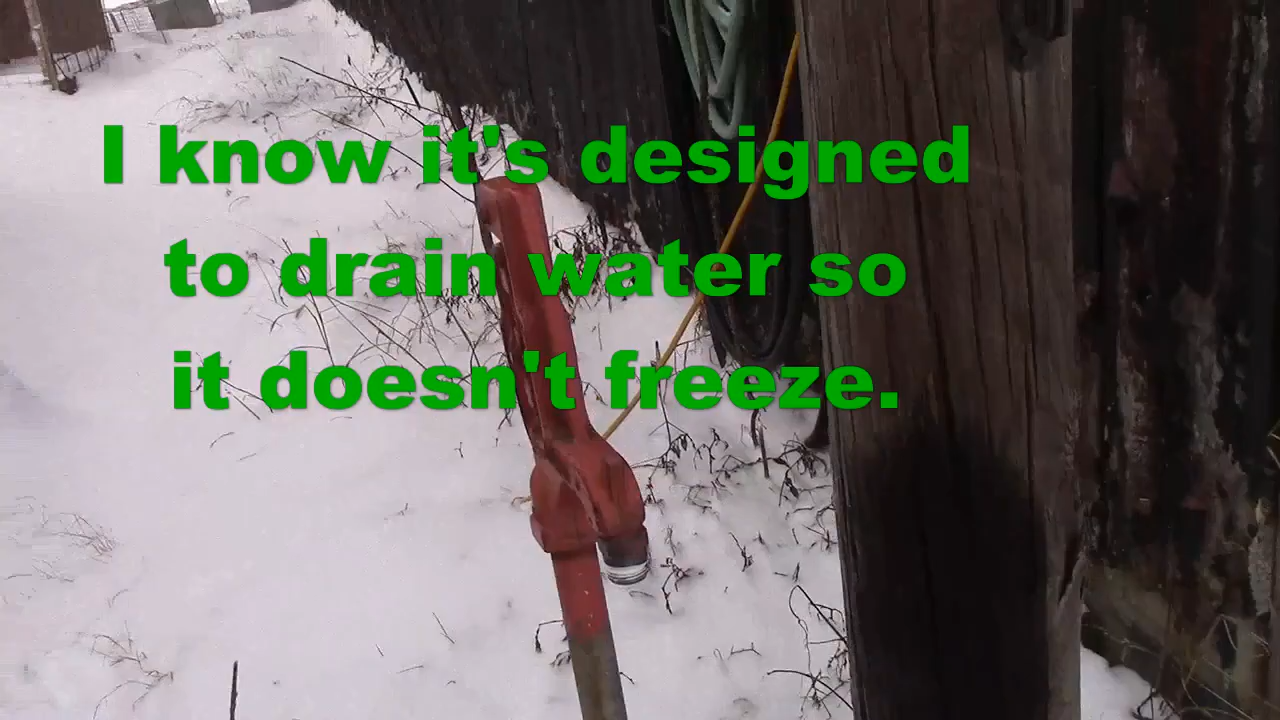 I know it's designed
to drain water so
it doesn't freeze.